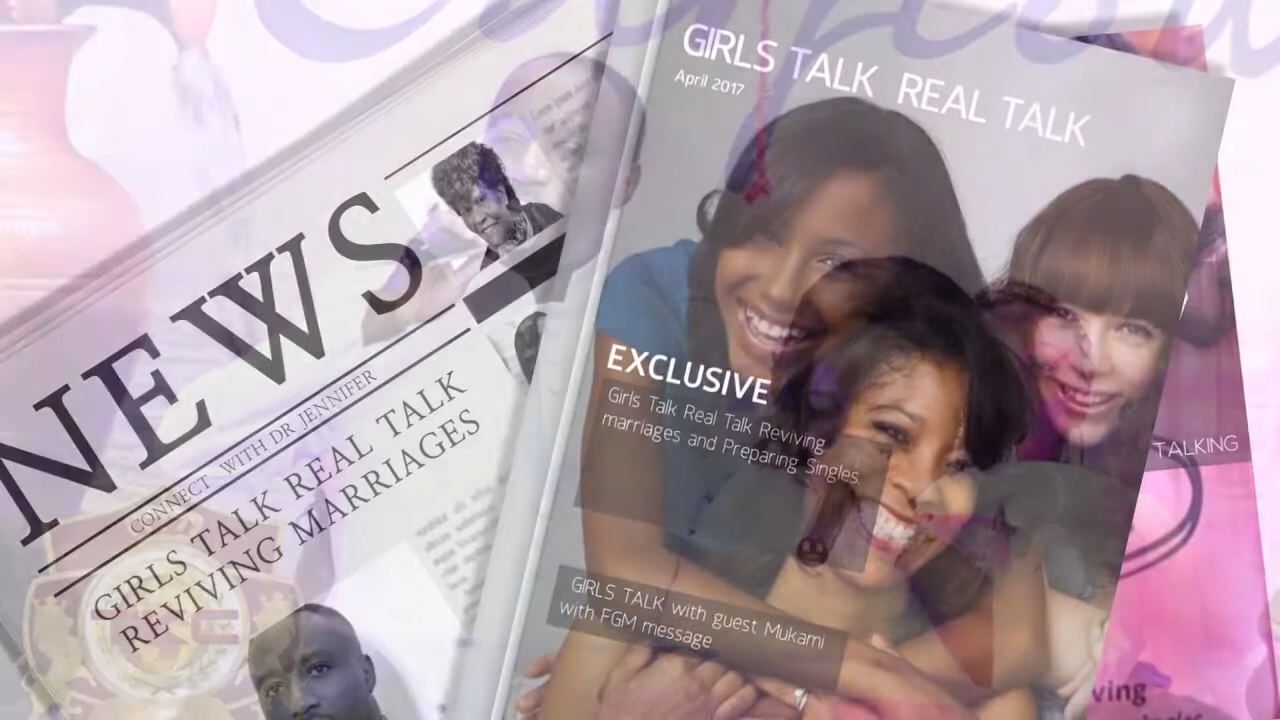 NEWS
CONNECT WITH DR JENNIFER
GIRLS TALK REAL TALK
REVIVING MARRIAGES
GIRLS TALK REAL TALK
April 2017
EXCLUSIVE
Girls Talk Real Talk Reviving
marriages and Preparing Singles.
GIRLS TALK with guest Mukami
with FGM message
TALKING
ving